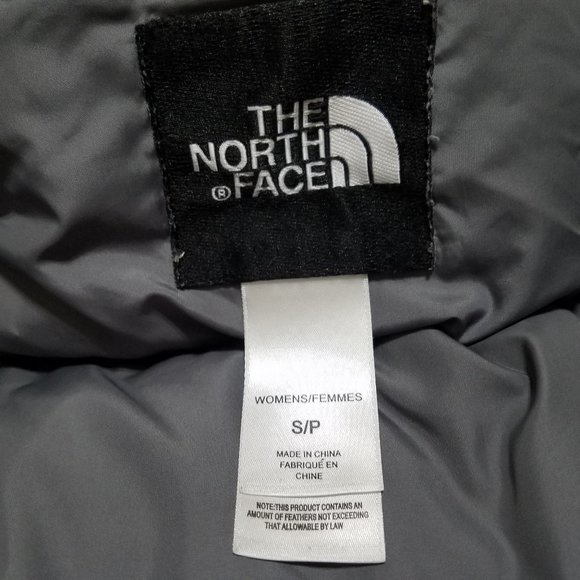 THE
NORTH
® FACE
WOMENS/FEMMES
S/P
MADE IN CHINA
FABRIQUÉ EN
CHINE
NOTE:THIS PRODUCT CONTAINS AN
AMOUNT OF FEATHERS NOT EXCEEDING
THAT ALLOWABLE BY LAW